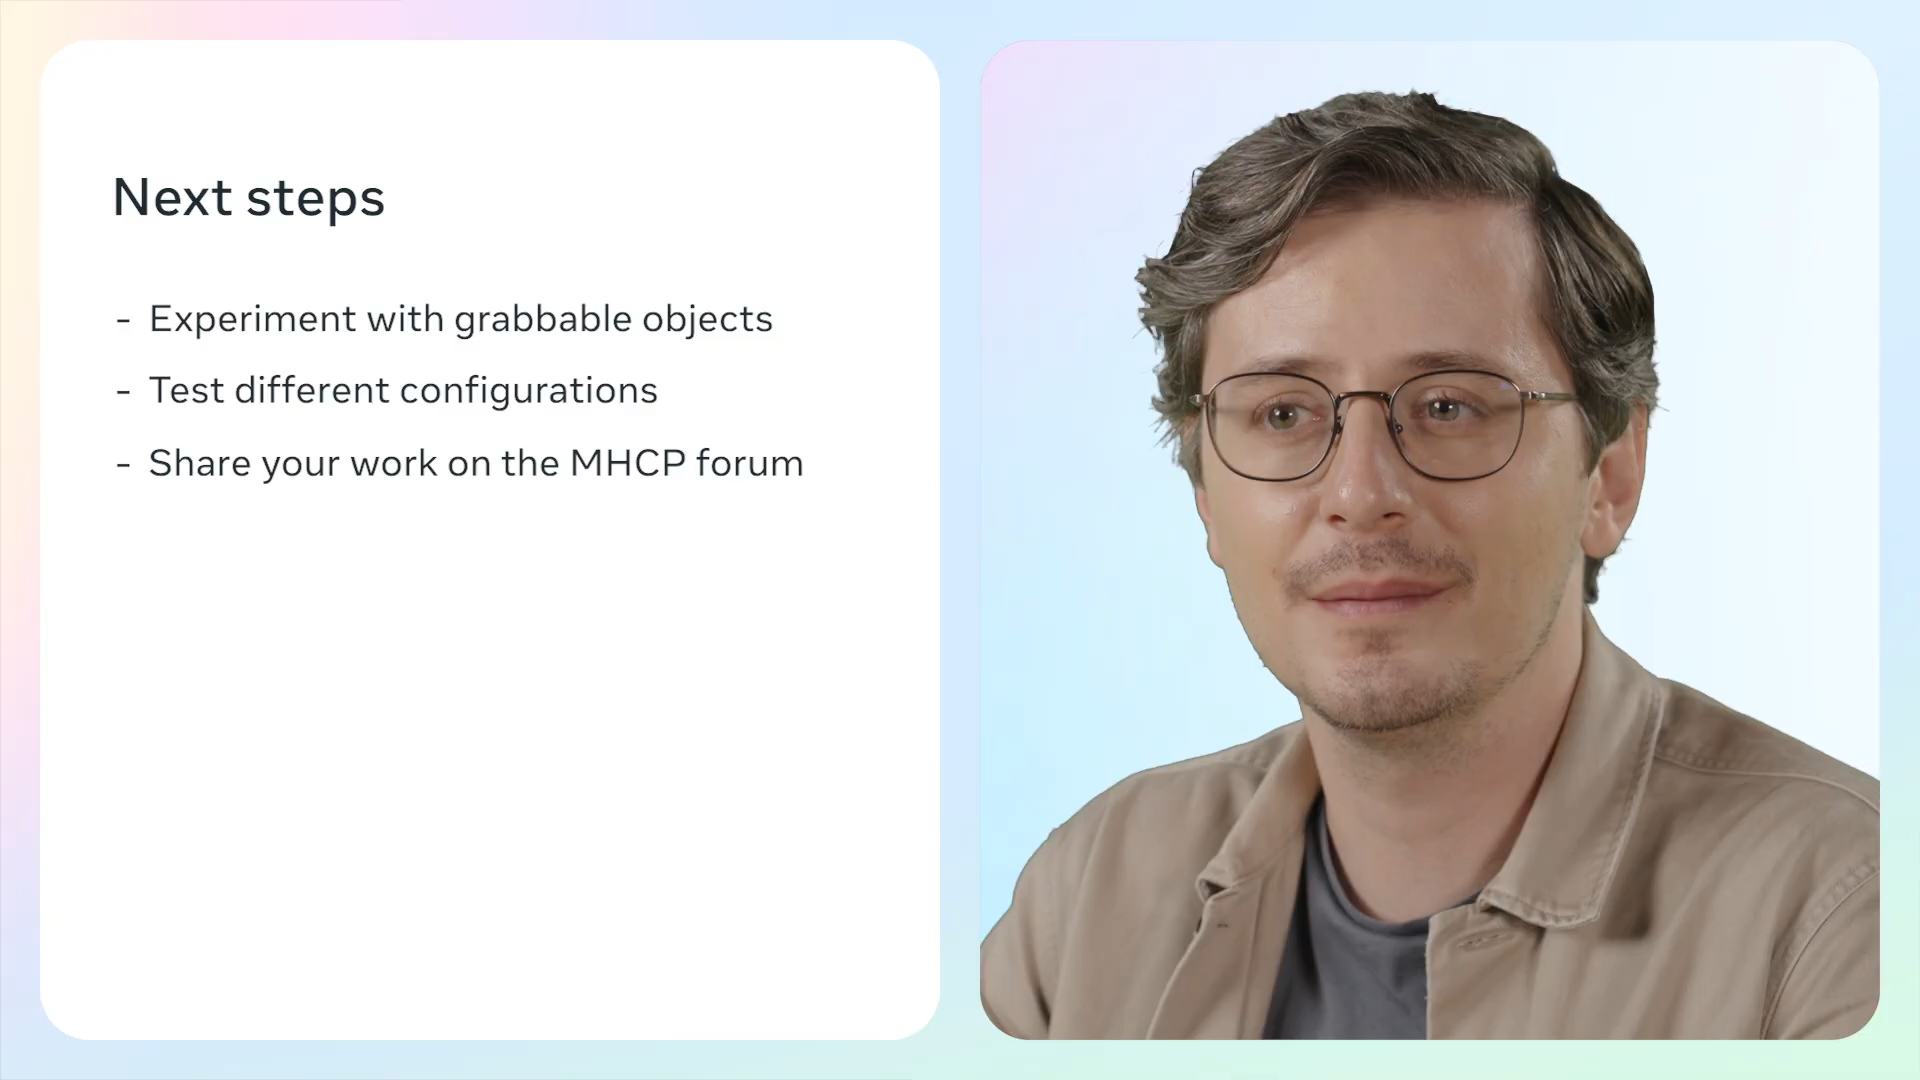 Next steps
- Experiment with grabbable objects
- Test different configurations
- Share your work on the MHCP forum